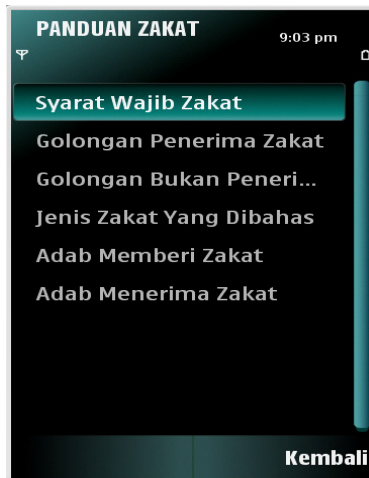 PANDUAN ZAKAT
9:03 pm
Syarat Wajib Zakat
Golongan Penerima Zakat
Golongan Bukan Peneri...
Jenis Zakat Yang Dibahas
Adab Memberi Zakat
Adab Menerima Zakat
Kembali